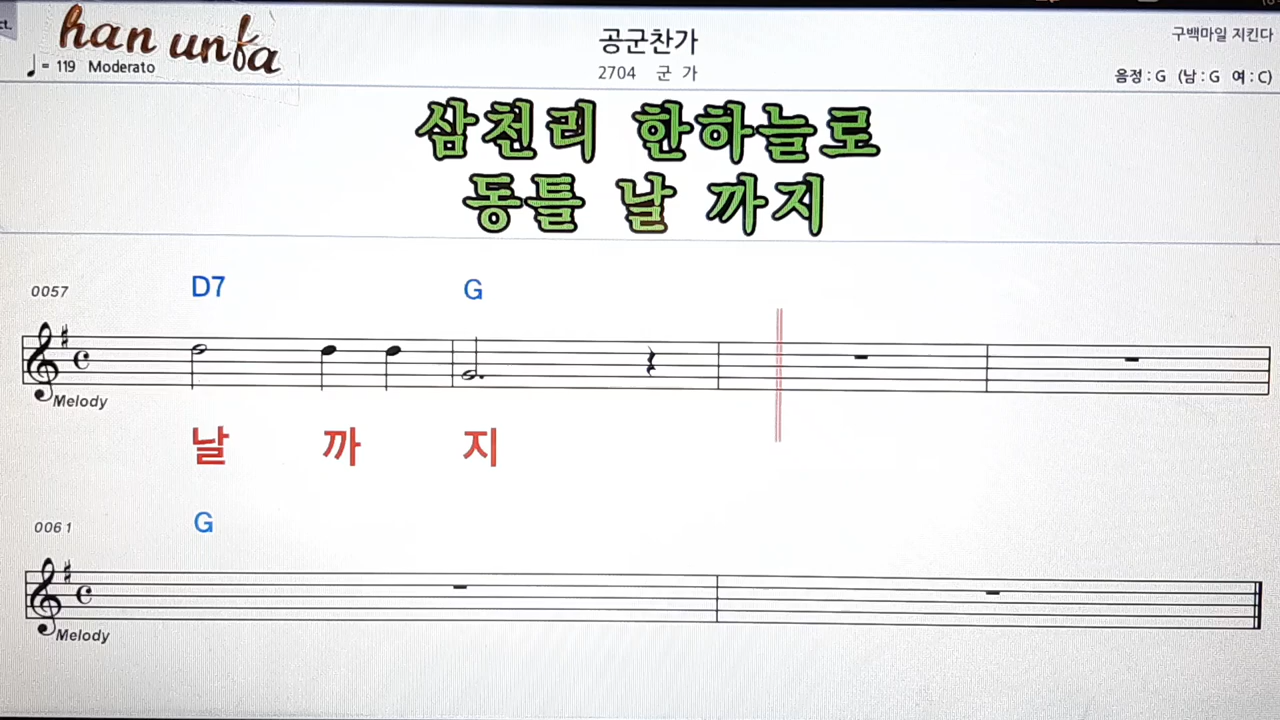 ct.
han unfa
♩= 119 Moderato
공군찬가
2704 군 가
구백마일 지킨다
음정 : G (남 : G 여 : C)
삼천리 한하늘로
동틀 날 까지
0057
D7 G
Melody
날 까 지
0061
G
Melody